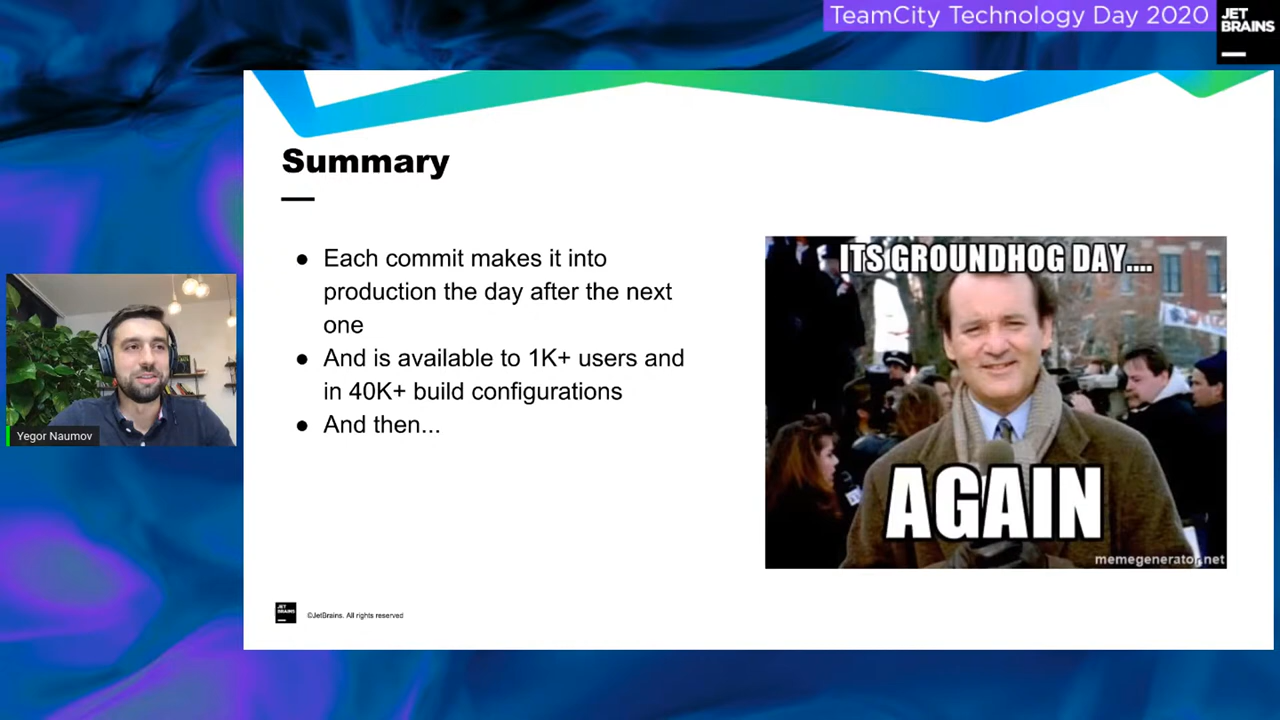 TeamCity Technology Day 2020
JET
BRAINS
Summary
● Each commit makes it into
production the day after the next
one
● And is available to 1K+ users and
in 40K+ build configurations
● And then...
ITS GROUNDHOG DAY....
AGAIN
memegenerator.net
Yegor Naumov
JET
BRAINS
©JetBrains. All rights reserved